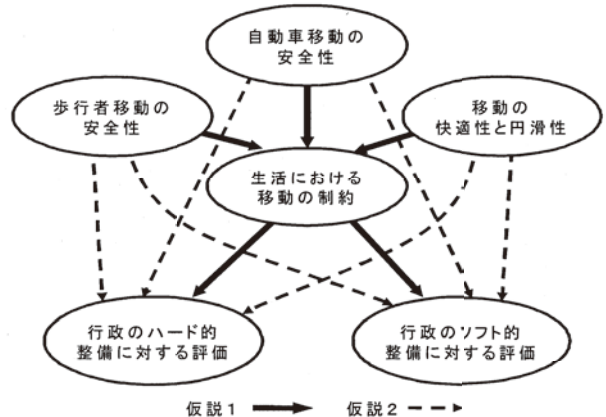 自動車移動の
安全性
歩行者移動の
安全性
移動の
快適性と円滑性
生活における
移動の制約
行政のハード的
整備に対する評価
行政のソフト的
整備に対する評価
仮説1
仮説2